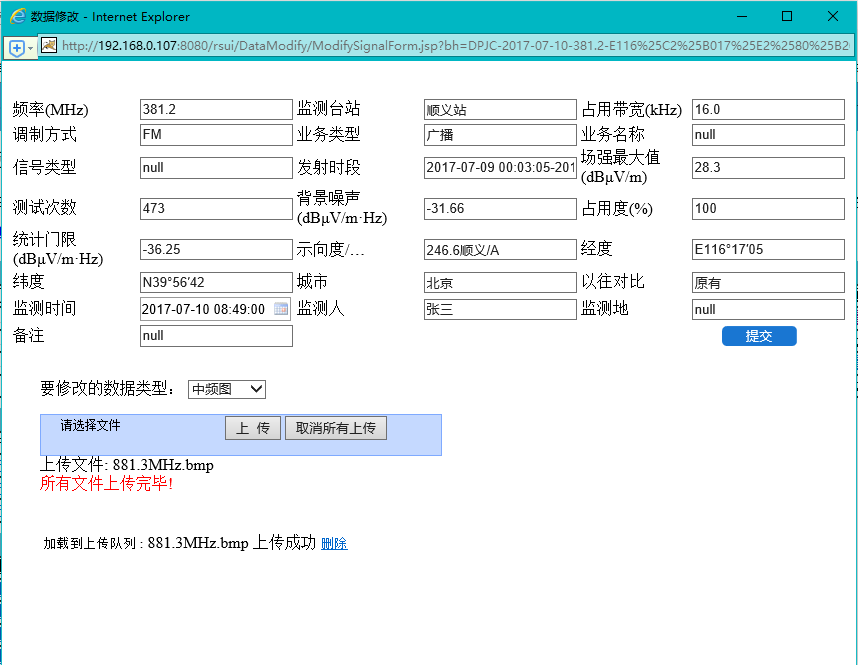 数据修改 - Internet Explorer
http://192.168.0.107:8080/rsui/DataModify/ModifySignalForm.jsp?bh=DPJC-2017-07-10-381.2-E116%25C2%25B017%25E2%2580%25B2
频率(MHz) 381.2 监测台站 顺义站 占用带宽(kHz) 16.0
调制方式 FM 业务类型 广播 业务名称 null
信号类型 null 发射时段 2017-07-09 00:03:05-201 场强最大值
(dBμV/m) 28.3
测试次数 473 背景噪声
(dBμV/m·Hz) -31.66 占用度(%) 100
统计门限
(dBμV/m·Hz) -36.25 示向度/… 246.6顺义/A 经度 E116°17′05
纬度 N39°56′42 城市 北京 以往对比 原有
监测时间 2017-07-10 08:49:00 监测人 张三 监测地 null
备注 null 提交
要修改的数据类型： 中频图
请选择文件 上 传 取消所有上传
上传文件: 881.3MHz.bmp
所有文件上传完毕!
加载到上传队列 : 881.3MHz.bmp 上传成功 删除